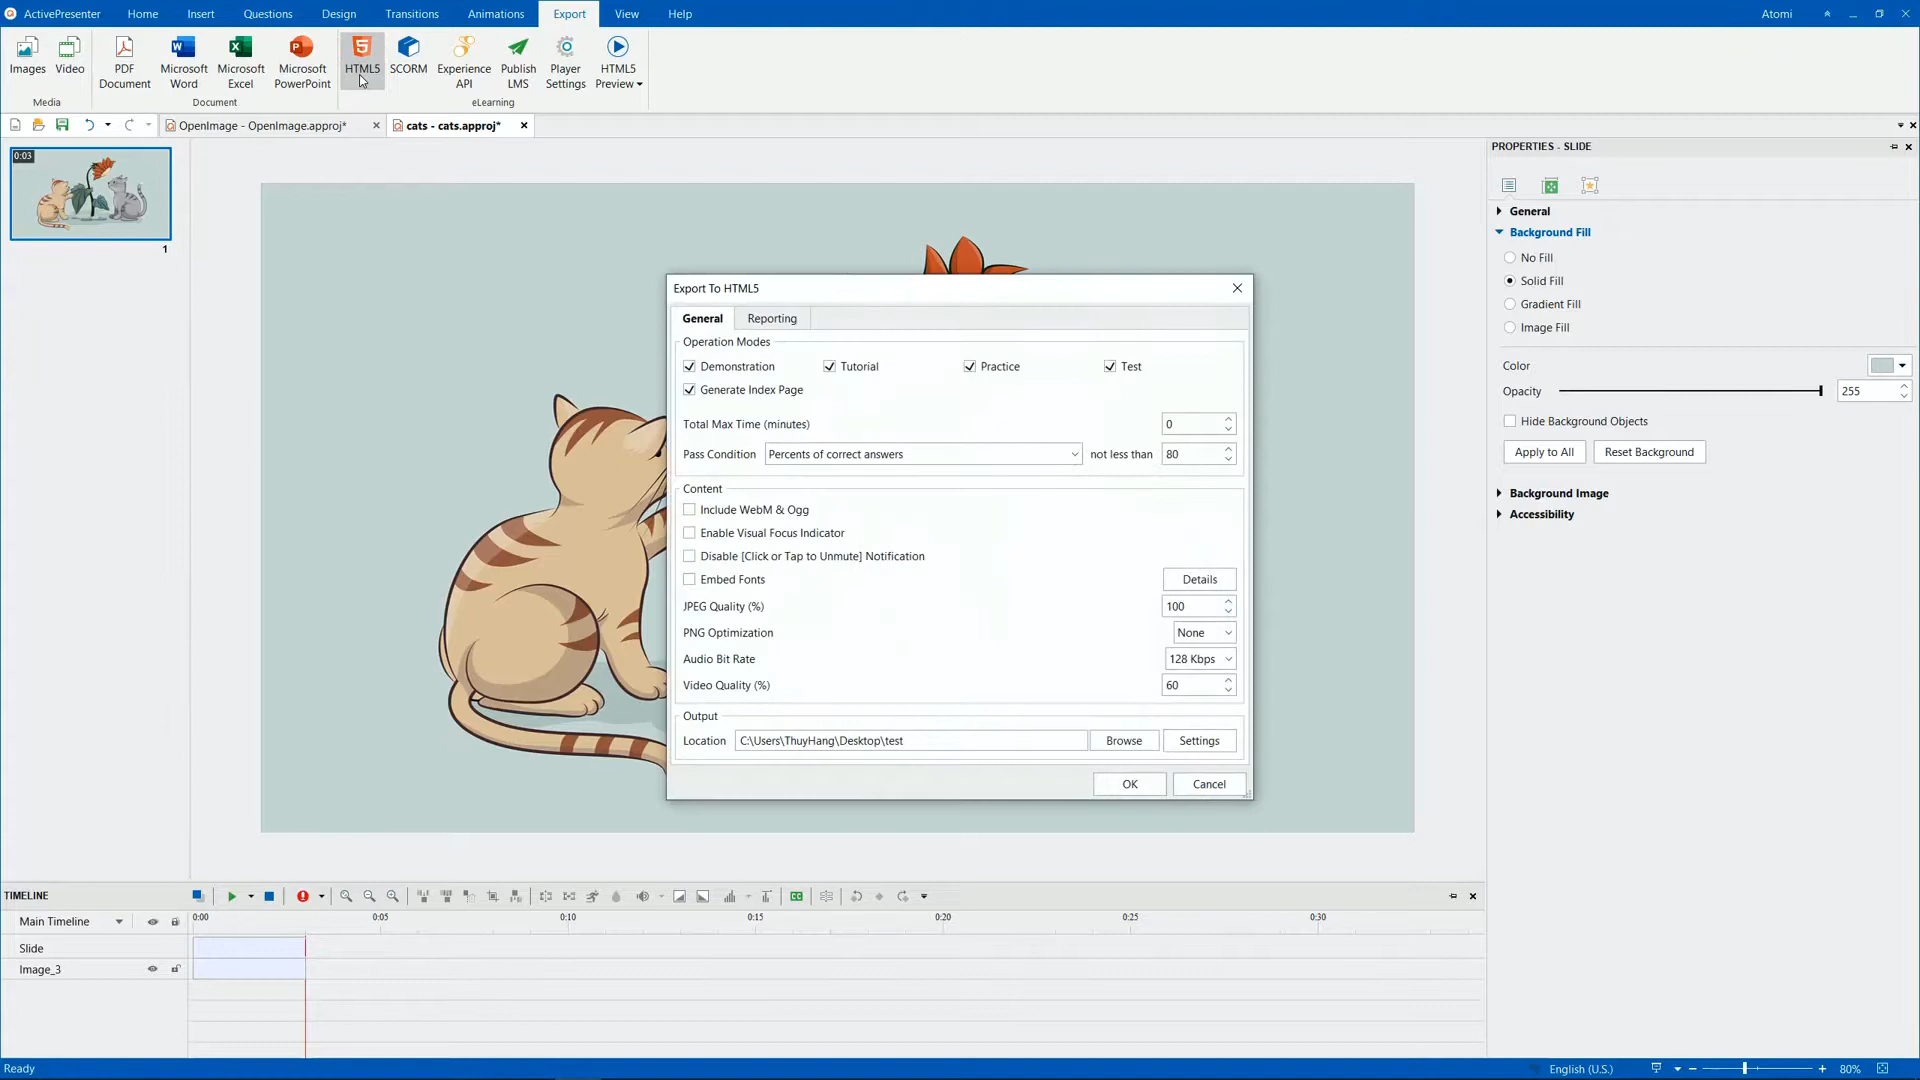 ActivePresenter Home Insert Questions Design Transitions Animations Export View Help Atomi
Images
Video
Media
PDF
Document
Microsoft
Word
Microsoft
Excel
Microsoft
PowerPoint
Document
HTML5
SCORM
Experience
API
Publish
LMS
Player
Settings
HTML5
Preview
eLearning
OpenImage - OpenImage.approj*
cats - cats.approj*
0:03
1
Export To HTML5
General Reporting
Operation Modes
Demonstration Tutorial Practice Test
Generate Index Page
Total Max Time (minutes) 0
Pass Condition Percents of correct answers not less than 80
Content
Include WebM & Ogg
Enable Visual Focus Indicator
Disable [Click or Tap to Unmute] Notification
Embed Fonts Details
JPEG Quality (%) 100
PNG Optimization None
Audio Bit Rate 128 Kbps
Video Quality (%) 60
Output
Location C:\Users\ThuyHang\Desktop\test Browse Settings
OK Cancel
PROPERTIES - SLIDE
General
Background Fill
No Fill
Solid Fill
Gradient Fill
Image Fill
Color
Opacity 255
Hide Background Objects
Apply to All Reset Background
Background Image
Accessibility
TIMELINE
CC
Main Timeline 0:00 0:05 0:10 0:15 0:20 0:25 0:30
Slide
Image_3
Ready English (U.S.) 80%